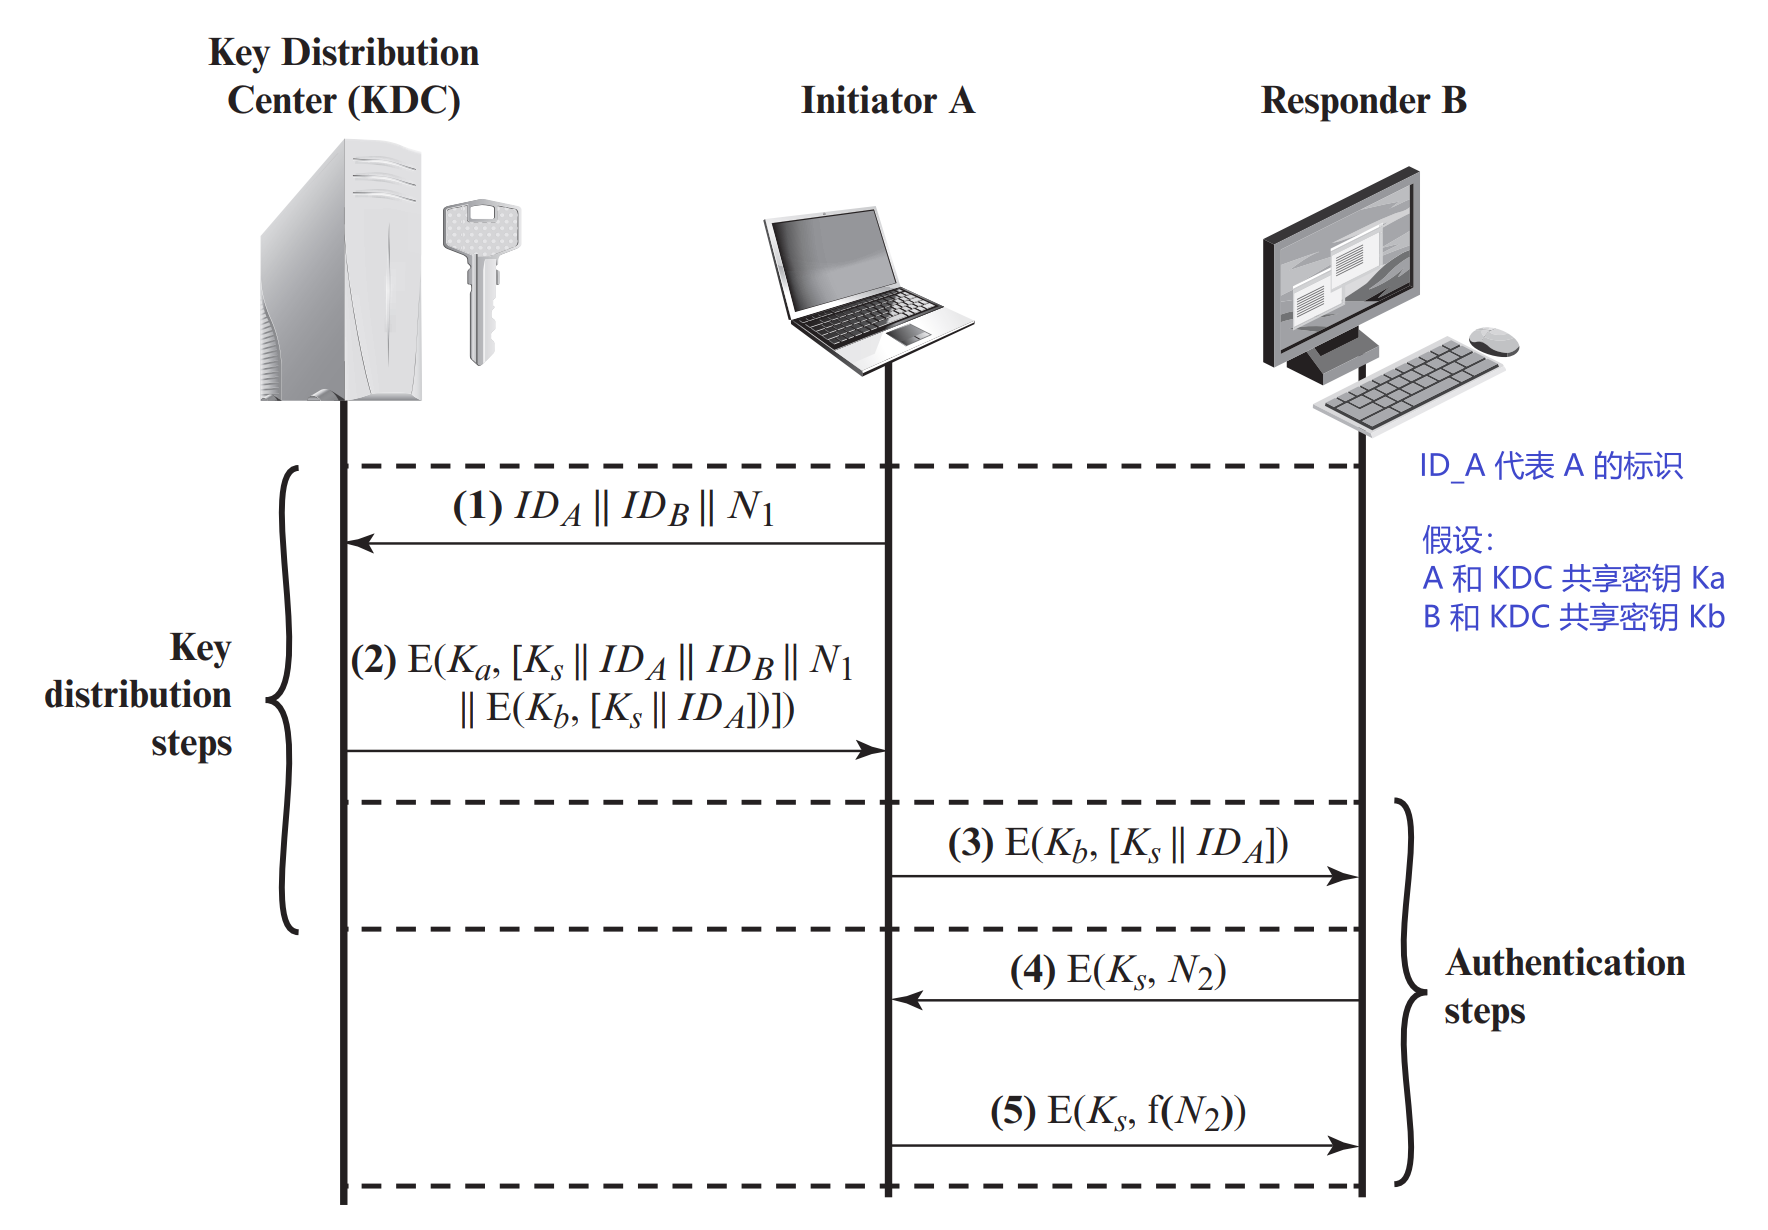 Key Distribution
Center (KDC)
Initiator A
Responder B
ID_A 代表 A 的标识
(1) ID_A || ID_B || N_1
假设：
A 和 KDC 共享密钥 Ka
B 和 KDC 共享密钥 Kb
Key
distribution
steps
(2) E(K_a, [K_s || ID_A || ID_B || N_1
|| E(K_b, [K_s || ID_A])])
(3) E(K_b, [K_s || ID_A])
(4) E(K_s, N_2)
Authentication
steps
(5) E(K_s, f(N_2))